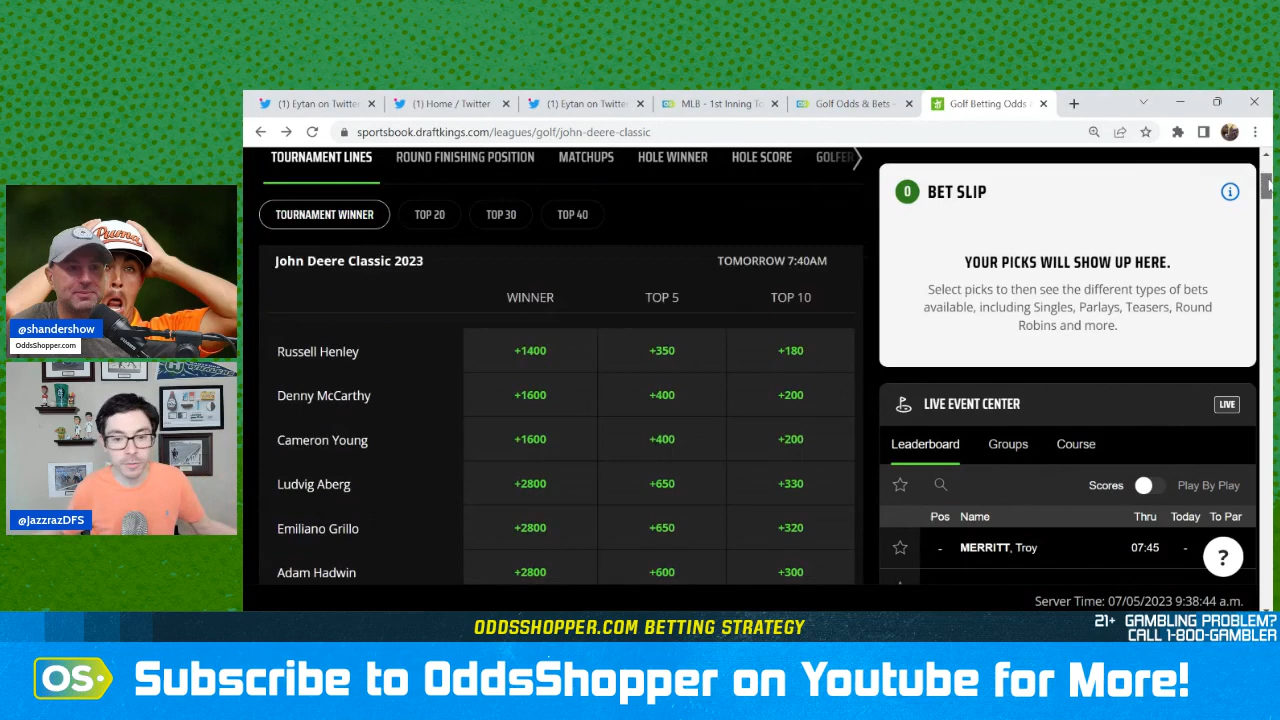 (1) Eytan on Twitter
(1) Home / Twitter
(1) Eytan on Twitter
MLB - 1st Inning To
Golf Odds & Bets -
Golf Betting Odds
sportsbook.draftkings.com/leagues/golf/john-deere-classic
TOURNAMENT LINES
ROUND FINISHING POSITION
MATCHUPS
HOLE WINNER
HOLE SCORE
GOLFER
TOURNAMENT WINNER
TOP 20
TOP 30
TOP 40
John Deere Classic 2023
TOMORROW 7:40AM
WINNER TOP 5 TOP 10
Russell Henley +1400 +350 +180
Denny McCarthy +1600 +400 +200
Cameron Young +1600 +400 +200
Ludvig Aberg +2800 +650 +330
Emiliano Grillo +2800 +650 +320
Adam Hadwin +2800 +600 +300
0 BET SLIP
YOUR PICKS WILL SHOW UP HERE.
Select picks to then see the different types of bets
available, including Singles, Parlays, Teasers, Round
Robins and more.
LIVE EVENT CENTER
LIVE
Leaderboard Groups Course
Scores Play By Play
Pos Name Thru Today To Par
- MERRITT, Troy 07:45 -
?
Server Time: 07/05/2023 9:38:44 a.m.
Puma
@shandershow
OddsShopper.com
@JazzrazDFS
ODDSSHOPPER.COM BETTING STRATEGY
21+ GAMBLING PROBLEM?
CALL 1-800-GAMBLER
OS
Subscribe to OddsShopper on Youtube for More!